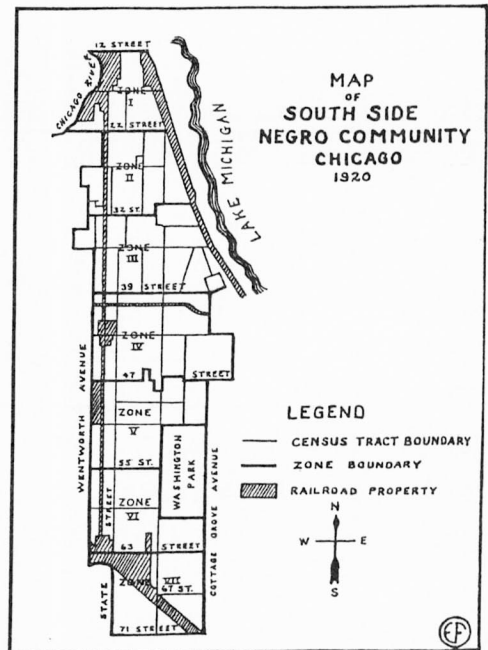 12 STREET
MAP
OF
SOUTH SIDE
NEGRO COMMUNITY
CHICAGO
1920
CHICAGO RIVER
ZONE
I
22 STREET
LAKE MICHIGAN
ZONE
II
32 ST.
ZONE
III
39 STREET
ZONE
IV
47 STREET
WENTWORTH AVENUE
ZONE
V
55 ST.
WASHINGTON
PARK
COTTAGE GROVE AVENUE
ZONE
VI
63 STREET
STATE STREET
ZONE VII
67 ST.
71 STREET
LEGEND
CENSUS TRACT BOUNDARY
ZONE BOUNDARY
RAILROAD PROPERTY
N
W E
S
EF